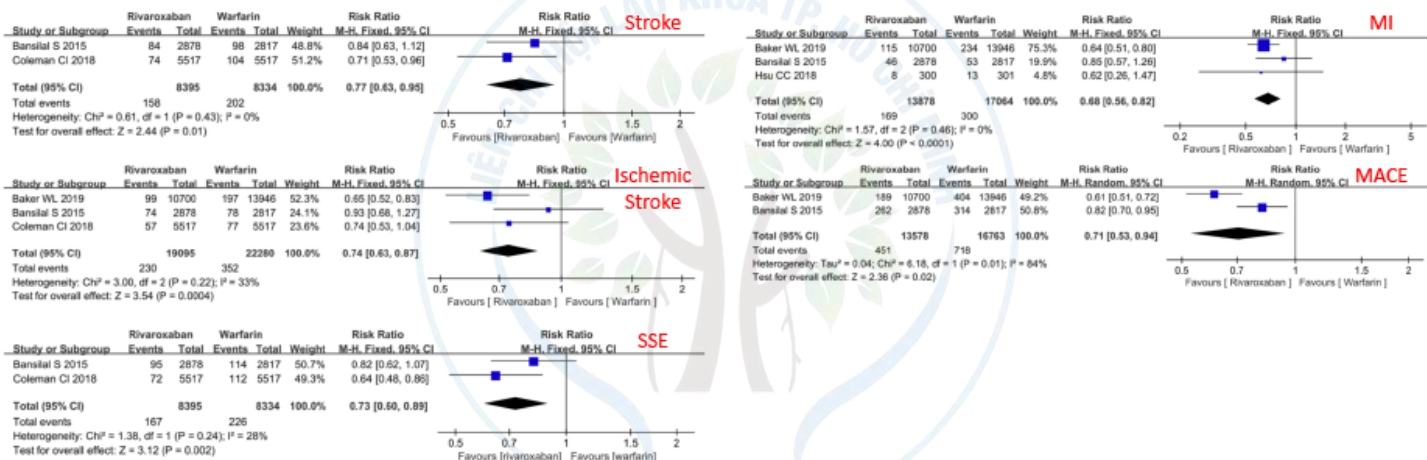 Stroke
Rivaroxaban Warfarin Risk Ratio Risk Ratio
Study or Subgroup Events Total Events Total Weight M-H. Fixed. 95% CI M-H. Fixed. 95% CI
Bansilal S 2015 84 2878 98 2817 48.8% 0.84 [0.63, 1.12]
Coleman CI 2018 74 5517 104 5517 51.2% 0.71 [0.53, 0.96]
Total (95% CI) 8395 8334 100.0% 0.77 [0.63, 0.95]
Total events 158 202
Heterogeneity: Chi² = 0.61, df = 1 (P = 0.43); I² = 0%
Test for overall effect: Z = 2.44 (P = 0.01)
0.5 0.7 1 1.5 2
Favours [Rivaroxaban] Favours [Warfarin]
Ischemic
Stroke
Rivaroxaban Warfarin Risk Ratio Risk Ratio
Study or Subgroup Events Total Events Total Weight M-H. Fixed. 95% CI M-H. Fixed. 95% CI
Baker WL 2019 99 10700 197 13946 52.3% 0.65 [0.52, 0.83]
Bansilal S 2015 74 2878 78 2817 24.1% 0.93 [0.68, 1.27]
Coleman CI 2018 57 5517 77 5517 23.6% 0.74 [0.53, 1.04]
Total (95% CI) 19095 22280 100.0% 0.74 [0.63, 0.87]
Total events 230 352
Heterogeneity: Chi² = 3.00, df = 2 (P = 0.22); I² = 33%
Test for overall effect: Z = 3.54 (P = 0.0004)
0.5 0.7 1 1.5 2
Favours [ Rivaroxaban ] Favours [ Warfarin ]
SSE
Rivaroxaban Warfarin Risk Ratio Risk Ratio
Study or Subgroup Events Total Events Total Weight M-H. Fixed. 95% CI M-H. Fixed. 95% CI
Bansilal S 2015 95 2878 114 2817 50.7% 0.82 [0.62, 1.07]
Coleman CI 2018 72 5517 112 5517 49.3% 0.64 [0.48, 0.86]
Total (95% CI) 8395 8334 100.0% 0.73 [0.60, 0.89]
Total events 167 226
Heterogeneity: Chi² = 1.38, df = 1 (P = 0.24); I² = 28%
Test for overall effect: Z = 3.12 (P = 0.002)
0.5 0.7 1 1.5 2
Favours [rivaroxaban] Favours [warfarin]
MI
Rivaroxaban Warfarin Risk Ratio Risk Ratio
Study or Subgroup Events Total Events Total Weight M-H. Fixed. 95% CI M-H. Fixed. 95% CI
Baker WL 2019 115 10700 234 13946 75.3% 0.64 [0.51, 0.80]
Bansilal S 2015 46 2878 53 2817 19.9% 0.85 [0.57, 1.26]
Hsu CC 2018 8 300 13 301 4.8% 0.62 [0.26, 1.47]
Total (95% CI) 13878 17064 100.0% 0.68 [0.56, 0.82]
Total events 169 300
Heterogeneity: Chi² = 1.57, df = 2 (P = 0.46); I² = 0%
Test for overall effect: Z = 4.00 (P < 0.0001)
0.2 0.5 1 2 5
Favours [ Rivaroxaban ] Favours [ Warfarin ]
MACE
Rivaroxaban Warfarin Risk Ratio Risk Ratio
Study or Subgroup Events Total Events Total Weight M-H. Random. 95% CI M-H. Random. 95% CI
Baker WL 2019 189 10700 404 13946 49.2% 0.61 [0.51, 0.72]
Bansilal S 2015 262 2878 314 2817 50.8% 0.82 [0.70, 0.95]
Total (95% CI) 13578 16763 100.0% 0.71 [0.53, 0.94]
Total events 451 718
Heterogeneity: Tau² = 0.04; Chi² = 6.18, df = 1 (P = 0.01); I² = 84%
Test for overall effect: Z = 2.36 (P = 0.02)
0.5 0.7 1 1.5 2
Favours [ Rivaroxaban ] Favours [ Warfarin ]